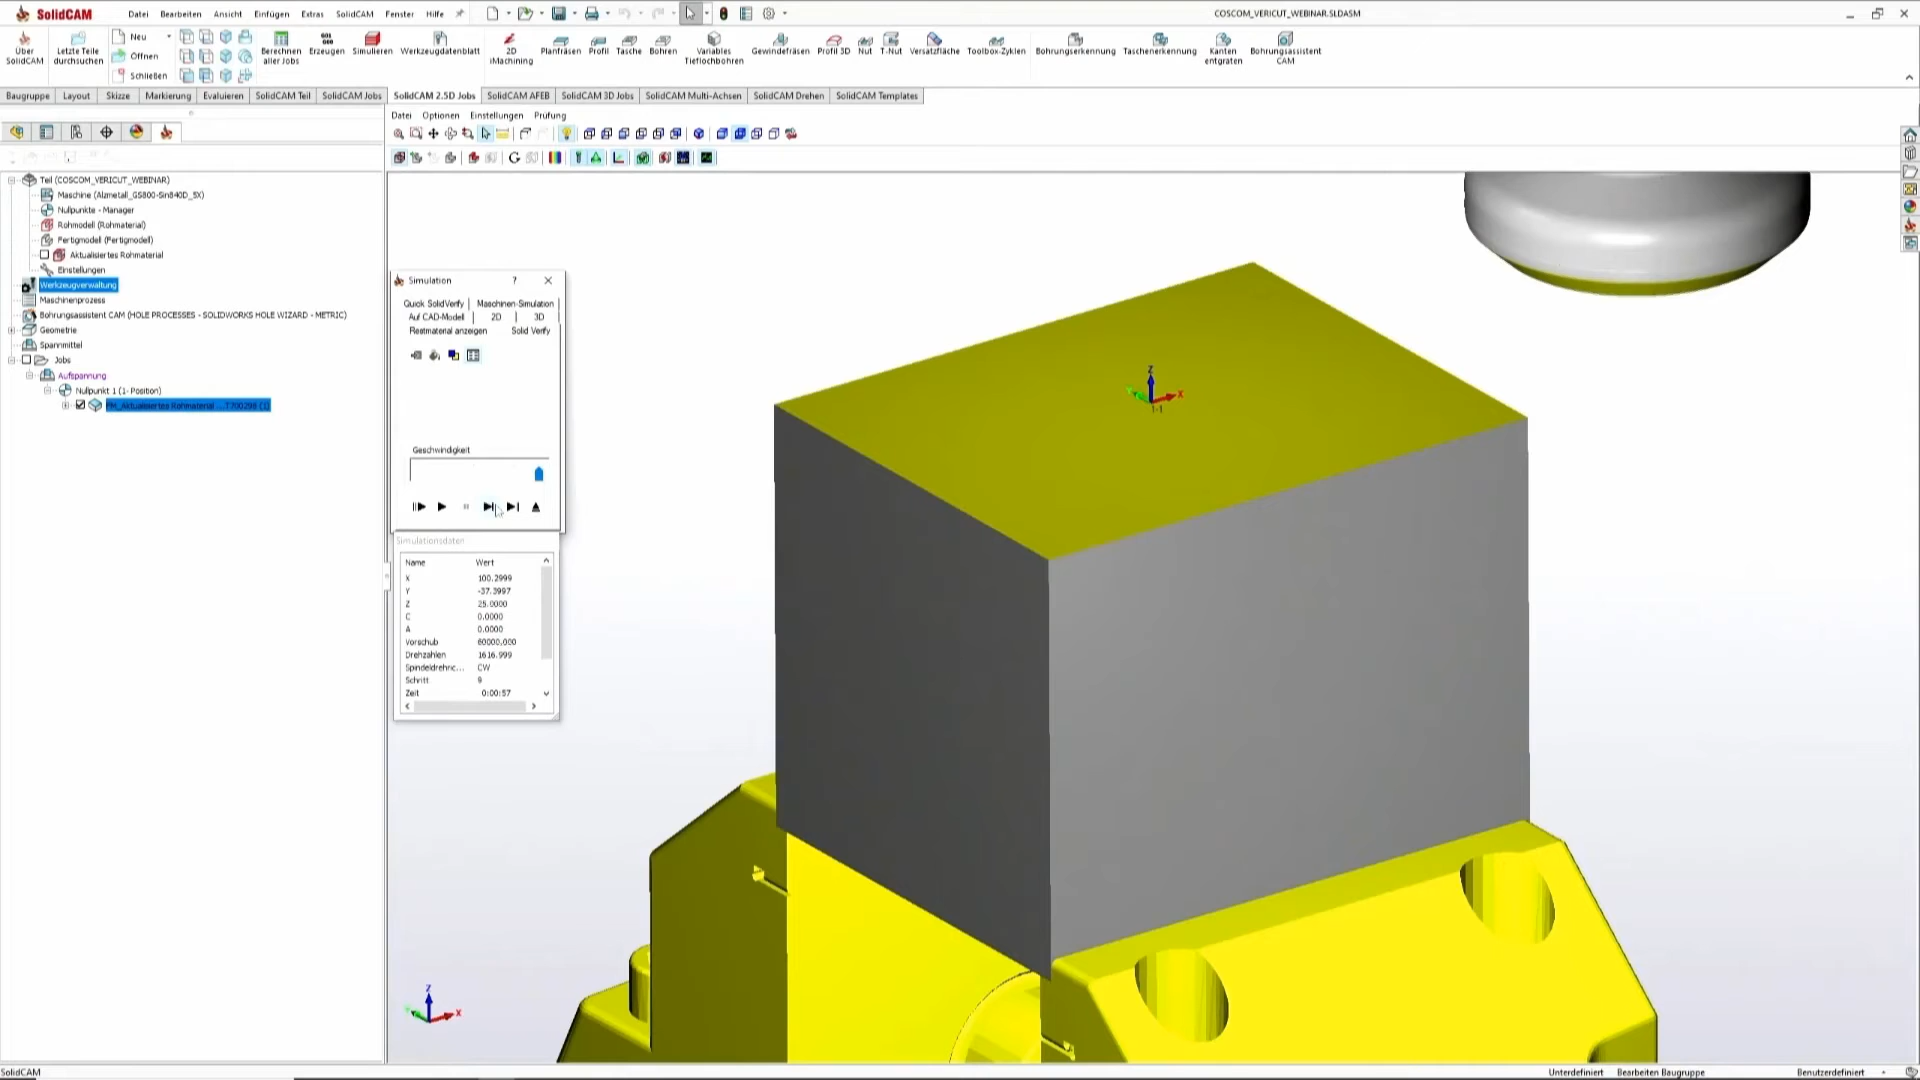 SolidCAM
Datei Bearbeiten Ansicht Einfügen Extras SolidCAM Fenster Hilfe
COSCOM_VERICUT_WEBINAR.SLDASM
Über SolidCAM
Letzte Teile durchsuchen
Neu
Öffnen
Schließen
Berechnen aller Jobs
Erzeugen
Simulieren
Werkzeugdatenblatt
2D iMachining
Planfräsen
Profil
Tasche
Bohren
Variables Tieflochbohren
Gewindefräsen
Profil 3D
Nut
T-Nut
Versatzfläche
Toolbox-Zyklen
Bohrungserkennung
Taschenerkennung
Kanten entgraten
Bohrungsassistent CAM
Baugruppe Layout Skizze Markierung Evaluieren SolidCAM Teil SolidCAM Jobs SolidCAM 2.5D Jobs SolidCAM AFEB SolidCAM 3D Jobs SolidCAM Multi-Achsen SolidCAM Drehen SolidCAM Templates
Datei Optionen Einstellungen Prüfung
Teil (COSCOM_VERICUT_WEBINAR)
Maschine (Alzmetall_GS800-Sin840D_5X)
Nullpunkte - Manager
Rohmodell (Rohmaterial)
Fertigmodell (Fertigmodell)
Aktualisiertes Rohmaterial
Einstellungen
Werkzeugverwaltung
Maschinenprozess
Bohrungsassistent CAM (HOLE PROCESSES - SOLIDWORKS HOLE WIZARD - METRIC)
Geometrie
Spannmittel
Jobs
Aufspannung
Nullpunkt 1 (1- Position)
PM_Aktualisiertes Rohmaterial ...T700298 (1)
Simulation ?
Quick SolidVerify Maschinen-Simulation
Auf CAD-Modell 2D 3D
Restmaterial anzeigen Solid Verify
Geschwindigkeit
Simulationsdaten
Name Wert
X 100.2999
Y -37.3997
Z 25.0000
C 0.0000
A 0.0000
Vorschub 60000.000
Drehzahlen 1616.999
Spindeldrehric... CW
Schritt 9
Zeit 0:00:57
Z
X
1-1
Z
X
SolidCAM
Unterdefiniert Bearbeiten Baugruppe Benutzerdefiniert